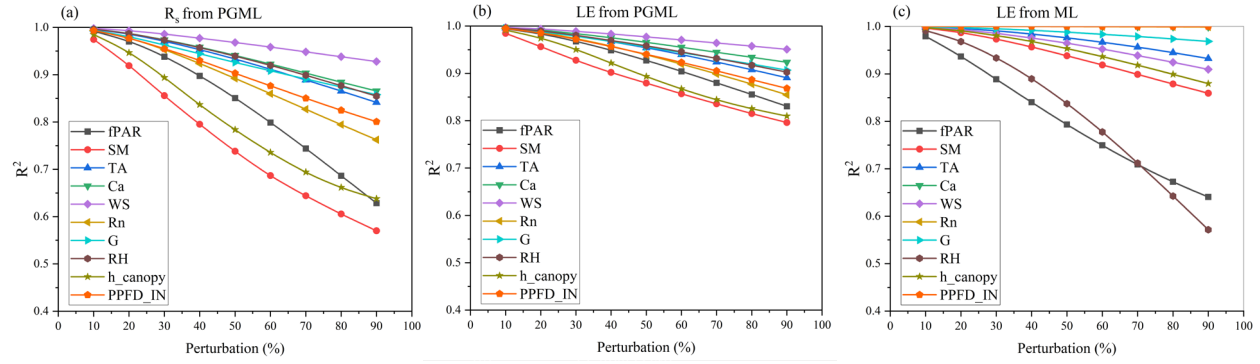 (a)
R_s from PGML
1.0
0.9
0.8
0.7
0.6
0.5
0.4
R²
fPAR
SM
TA
Ca
WS
Rn
G
RH
h_canopy
PPFD_IN
0 10 20 30 40 50 60 70 80 90 100
Perturbation (%)
(b)
LE from PGML
1.0
0.9
0.8
0.7
0.6
0.5
0.4
R²
fPAR
SM
TA
Ca
WS
Rn
G
RH
h_canopy
PPFD_IN
0 10 20 30 40 50 60 70 80 90 100
Perturbation (%)
(c)
LE from ML
1.0
0.9
0.8
0.7
0.6
0.5
0.4
R²
fPAR
SM
TA
Ca
WS
Rn
G
RH
h_canopy
PPFD_IN
0 10 20 30 40 50 60 70 80 90 100
Perturbation (%)